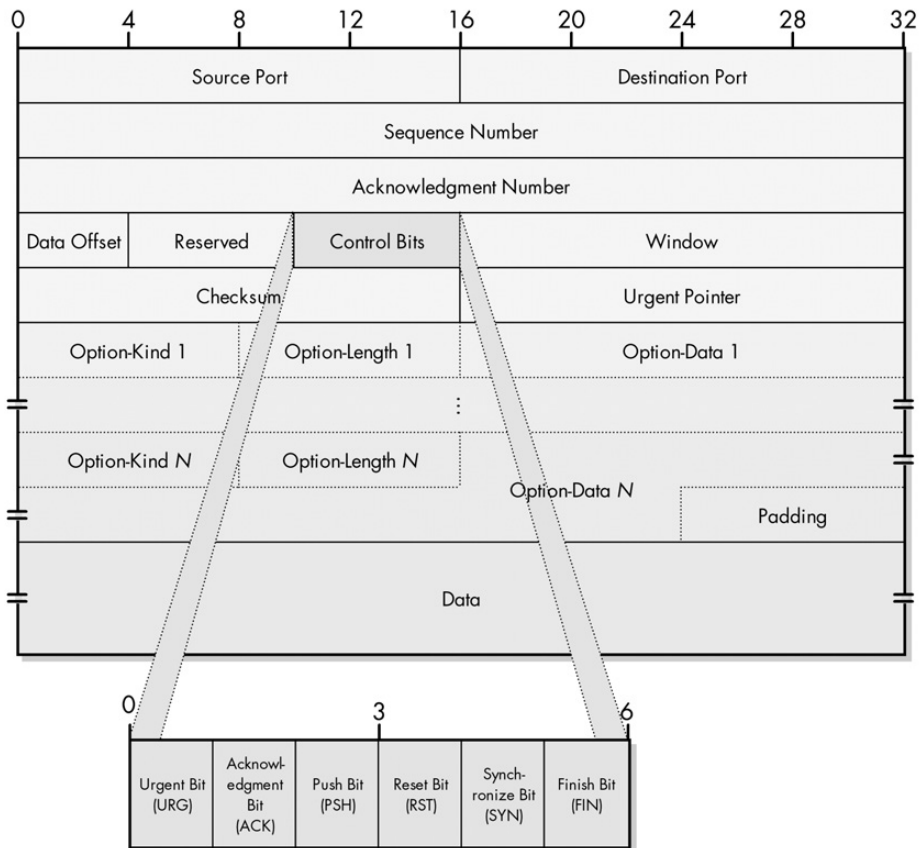 0 4 8 12 16 20 24 28 32
Source Port Destination Port
Sequence Number
Acknowledgment Number
Data Offset Reserved Control Bits Window
Checksum Urgent Pointer
Option-Kind 1 Option-Length 1 Option-Data 1
Option-Kind N Option-Length N
Option-Data N
Padding
Data
0 3 6
Urgent Bit
(URG)
Acknowl-
edgment
Bit
(ACK)
Push Bit
(PSH)
Reset Bit
(RST)
Synch-
ronize Bit
(SYN)
Finish Bit
(FIN)